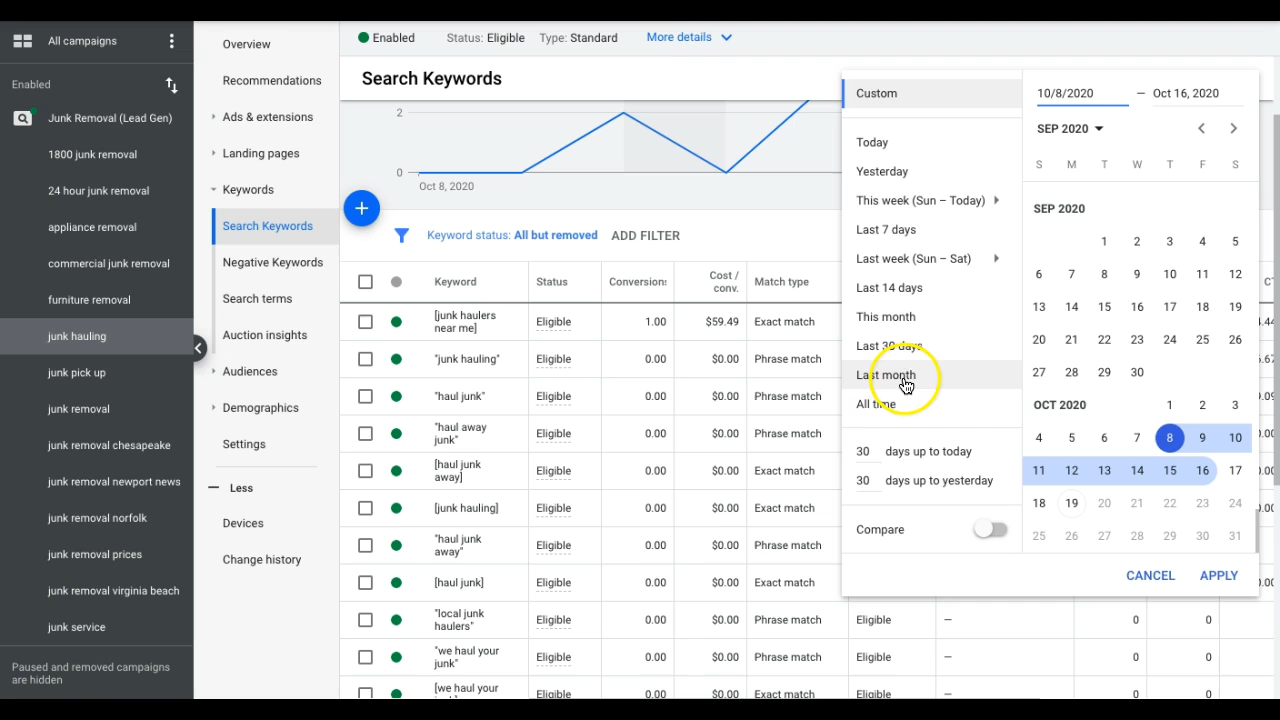 All campaigns
Enabled
Junk Removal (Lead Gen)
1800 junk removal
24 hour junk removal
appliance removal
commercial junk removal
furniture removal
junk hauling
junk pick up
junk removal
junk removal chesapeake
junk removal newport news
junk removal norfolk
junk removal prices
junk removal virginia beach
junk service
Paused and removed campaigns
are hidden
Overview
Recommendations
Ads & extensions
Landing pages
Keywords
Search Keywords
Negative Keywords
Search terms
Auction insights
Audiences
Demographics
Settings
Less
Devices
Change history
Enabled Status: Eligible Type: Standard More details
Search Keywords
2
0
Oct 8, 2020
Keyword status: All but removed ADD FILTER
Keyword Status Conversions Cost / conv. Match type
[junk haulers near me] Eligible 1.00 $59.49 Exact match
"junk hauling" Eligible 0.00 $0.00 Phrase match
"haul junk" Eligible 0.00 $0.00 Phrase match
"haul away junk" Eligible 0.00 $0.00 Phrase match
[haul junk away] Eligible 0.00 $0.00 Exact match
[junk hauling] Eligible 0.00 $0.00 Exact match
"haul junk away" Eligible 0.00 $0.00 Phrase match
[haul junk] Eligible 0.00 $0.00 Exact match
"local junk haulers" Eligible 0.00 $0.00 Phrase match Eligible — 0 0
"we haul your junk" Eligible 0.00 $0.00 Phrase match Eligible — 0 0
[we haul your Eligible 0.00 $0.00 Exact match Eligible — 0 0
Custom
Today
Yesterday
This week (Sun – Today)
Last 7 days
Last week (Sun – Sat)
Last 14 days
This month
Last 30 days
Last month
All time
30 days up to today
30 days up to yesterday
Compare
10/8/2020 – Oct 16, 2020
SEP 2020
S M T W T F S
SEP 2020
1 2 3 4 5
6 7 8 9 10 11 12
13 14 15 16 17 18 19
20 21 22 23 24 25 26
27 28 29 30
OCT 2020 1 2 3
4 5 6 7 8 9 10
11 12 13 14 15 16 17
18 19 20 21 22 23 24
25 26 27 28 29 30 31
CANCEL APPLY